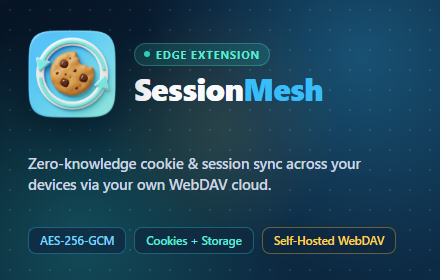 EDGE EXTENSION
SessionMesh
Zero-knowledge cookie & session sync across your
devices via your own WebDAV cloud.
AES-256-GCM
Cookies + Storage
Self-Hosted WebDAV